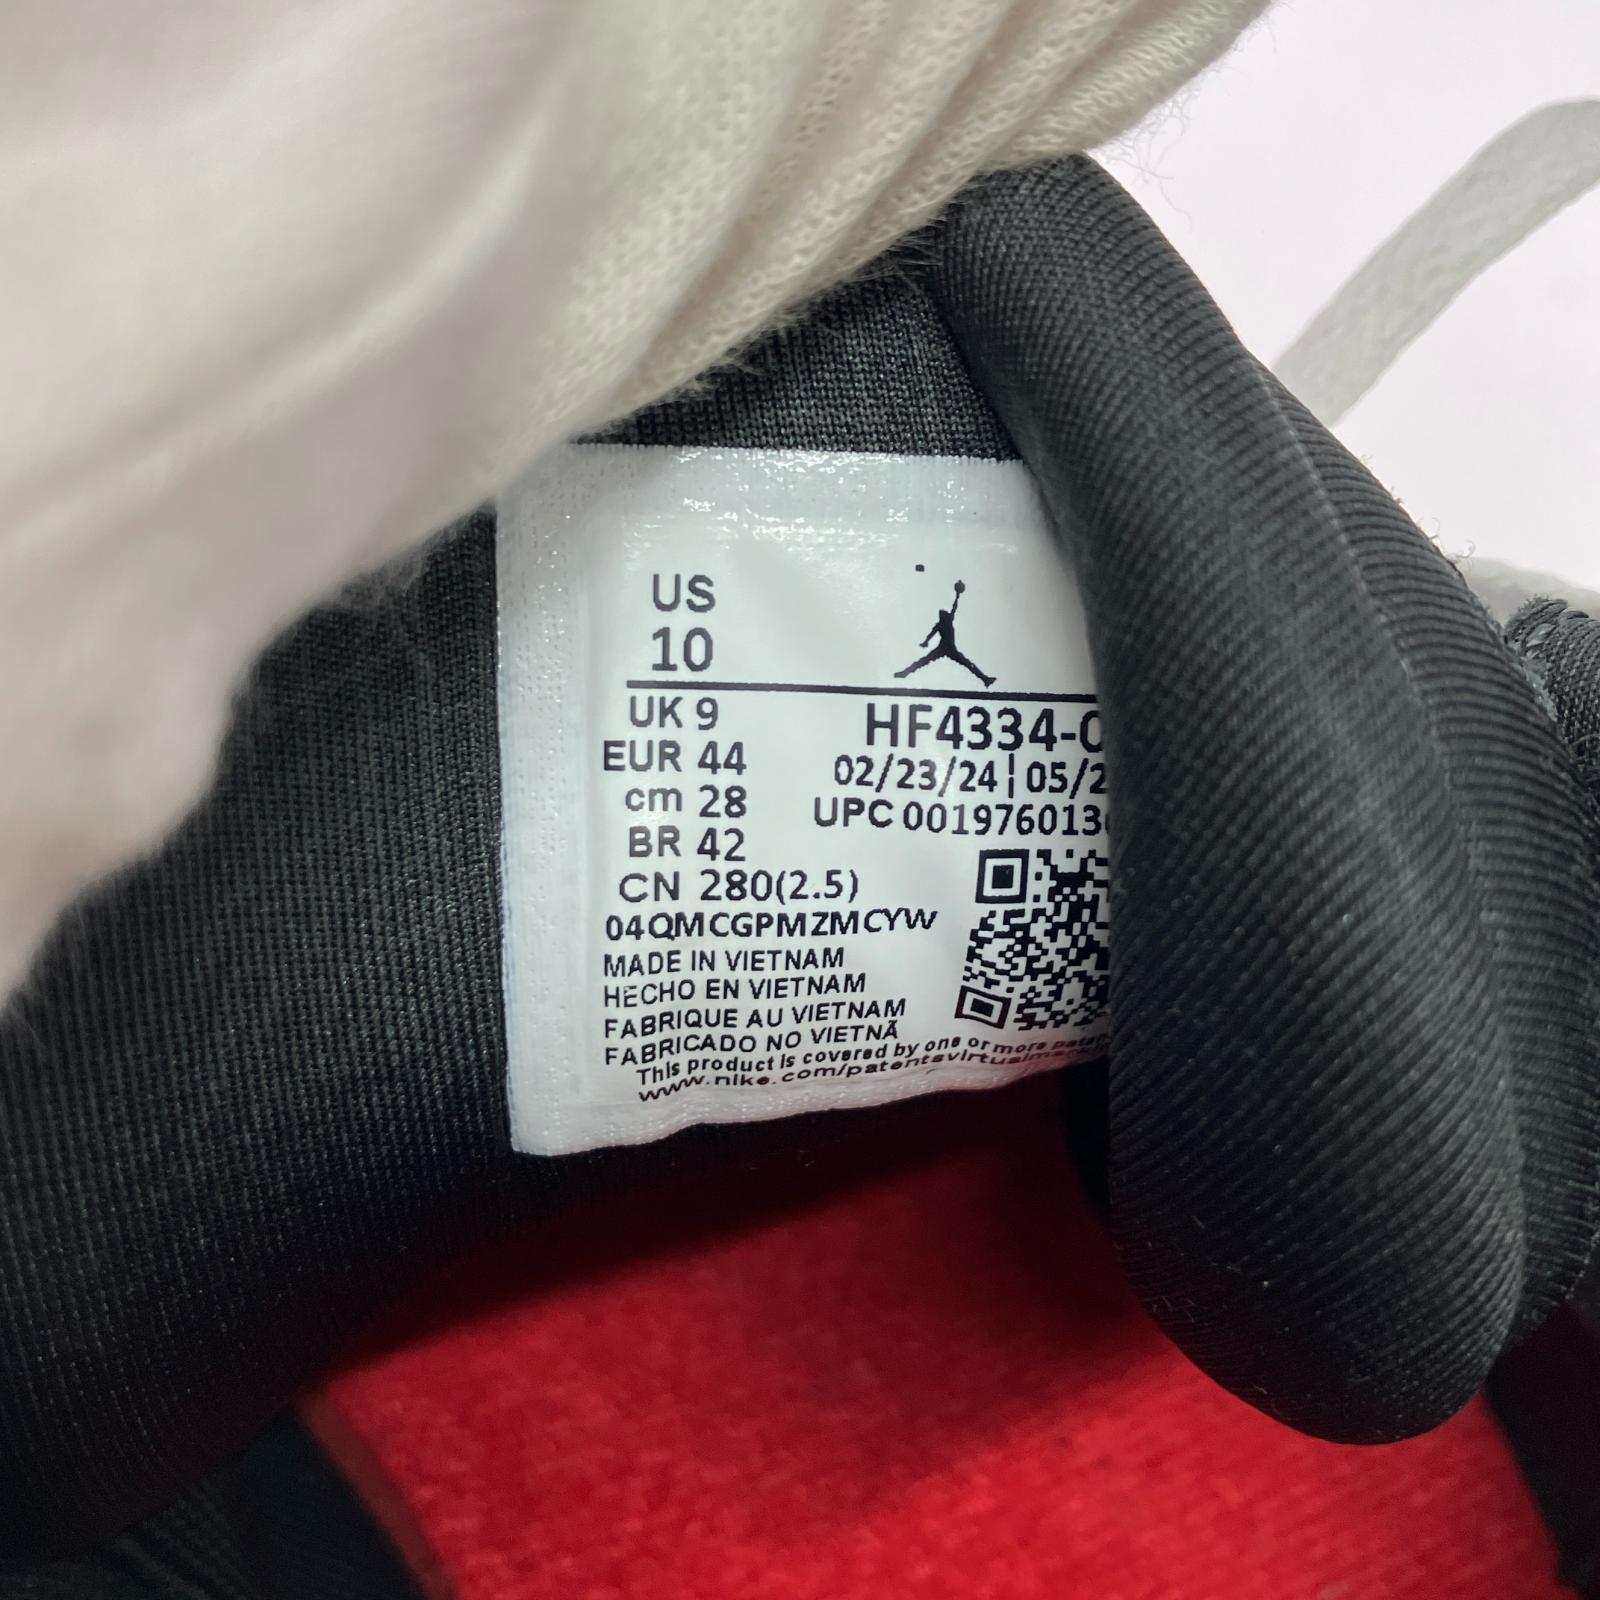 US
10
UK 9
EUR 44
cm 28
BR 42
CN 280(2.5)
HF4334-0
02/23/24 | 05/2
UPC 001976013
04QMCGPMZMCYW
MADE IN VIETNAM
HECHO EN VIETNAM
FABRIQUE AU VIETNAM
FABRICADO NO VIETNÃ
This product is covered by one or more
www.nike.com/patentsvirtualmar